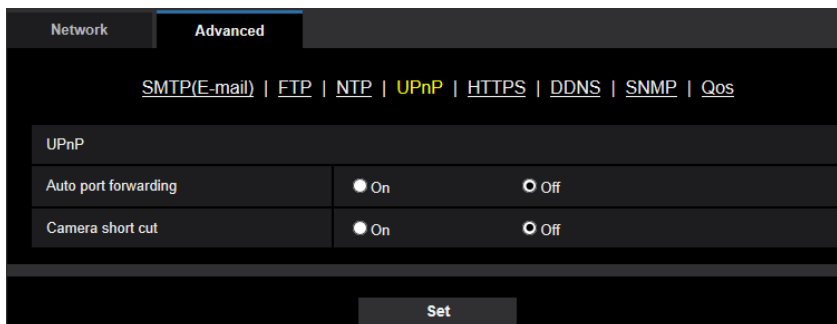 Network Advanced
SMTP(E-mail) | FTP | NTP | UPnP | HTTPS | DDNS | SNMP | Qos
UPnP
Auto port forwarding On Off
Camera short cut On Off
Set